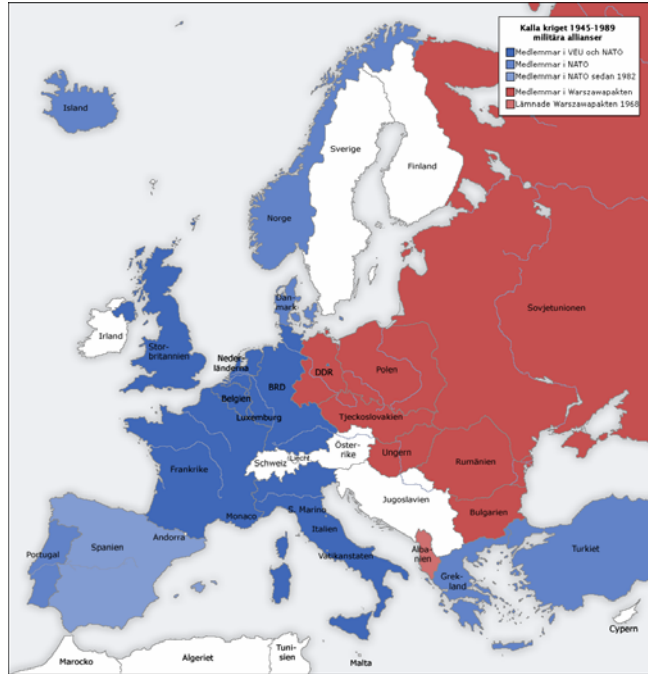 Kalla kriget 1945-1989
militära allianser
Medlemmar i VEU och NATO
Medlemmar i NATO
Medlemmar i NATO sedan 1982
Medlemmar i Warszawapakten
Lämnade Warszawapakten 1968
Island
Sverige
Finland
Norge
Dan-
mark
Sovjetunionen
Irland
Stor-
britannien
Neder-
länderna
DDR
Polen
BRD
Belgien
Luxemburg
Tjeckoslovakien
Frankrike
Schweiz
Liecht.
Öster-
rike
Ungern
Rumänien
Jugoslavien
Monaco
S. Marino
Bulgarien
Andorra
Italien
Portugal
Spanien
Vatikanstaten
Alba-
nien
Grek-
land
Turkiet
Cypern
Marocko
Algeriet
Tuni-
sien
Malta